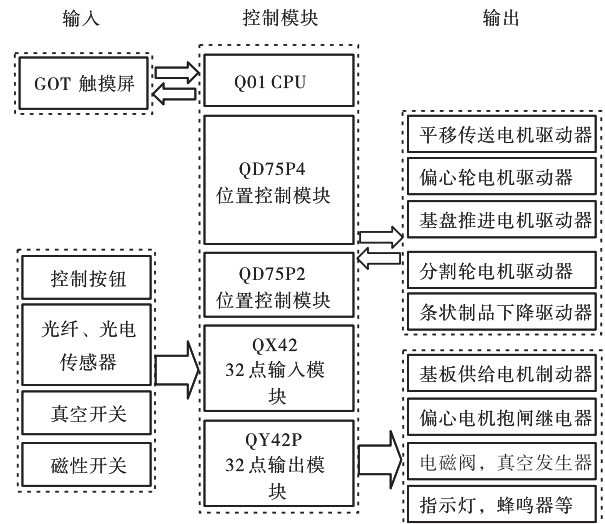 输入
控制模块
输出
GOT 触摸屏
Q01 CPU
QD75P4
位置控制模块
QD75P2
位置控制模块
QX42
32点输入模
块
QY42P
32点输出模
块
控制按钮
光纤、光电
传感器
真空开关
磁性开关
平移传送电机驱动器
偏心轮电机驱动器
基盘推进电机驱动器
分割轮电机驱动器
条状制品下降驱动器
基板供给电机制动器
偏心电机抱闸继电器
电磁阀，真空发生器
指示灯，蜂鸣器等